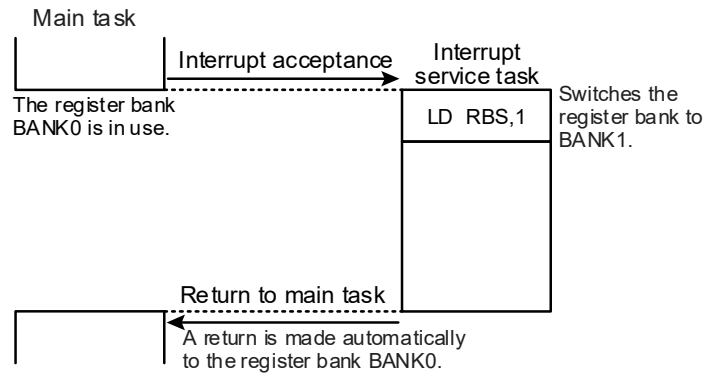 Main task
Interrupt acceptance
Interrupt
service task
The register bank
BANK0 is in use.
LD RBS,1
Switches the
register bank to
BANK1.
Return to main task
A return is made automatically
to the register bank BANK0.